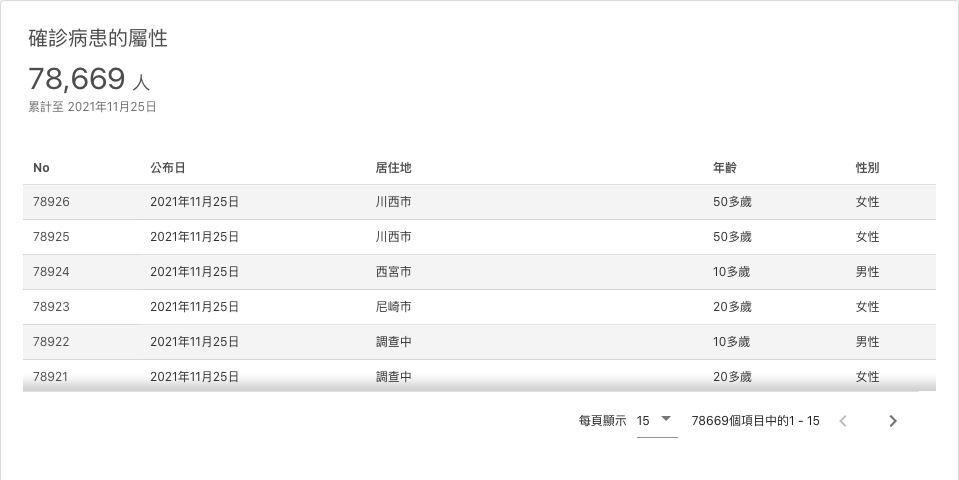 確診病患的屬性
78,669 人
累計至 2021年11月25日
No 公布日 居住地 年齡 性別
78926 2021年11月25日 川西市 50多歲 女性
78925 2021年11月25日 川西市 50多歲 女性
78924 2021年11月25日 西宮市 10多歲 男性
78923 2021年11月25日 尼崎市 20多歲 女性
78922 2021年11月25日 調查中 10多歲 男性
78921 2021年11月25日 調查中 20多歲 女性
每頁顯示 15 78669個項目中的1 - 15